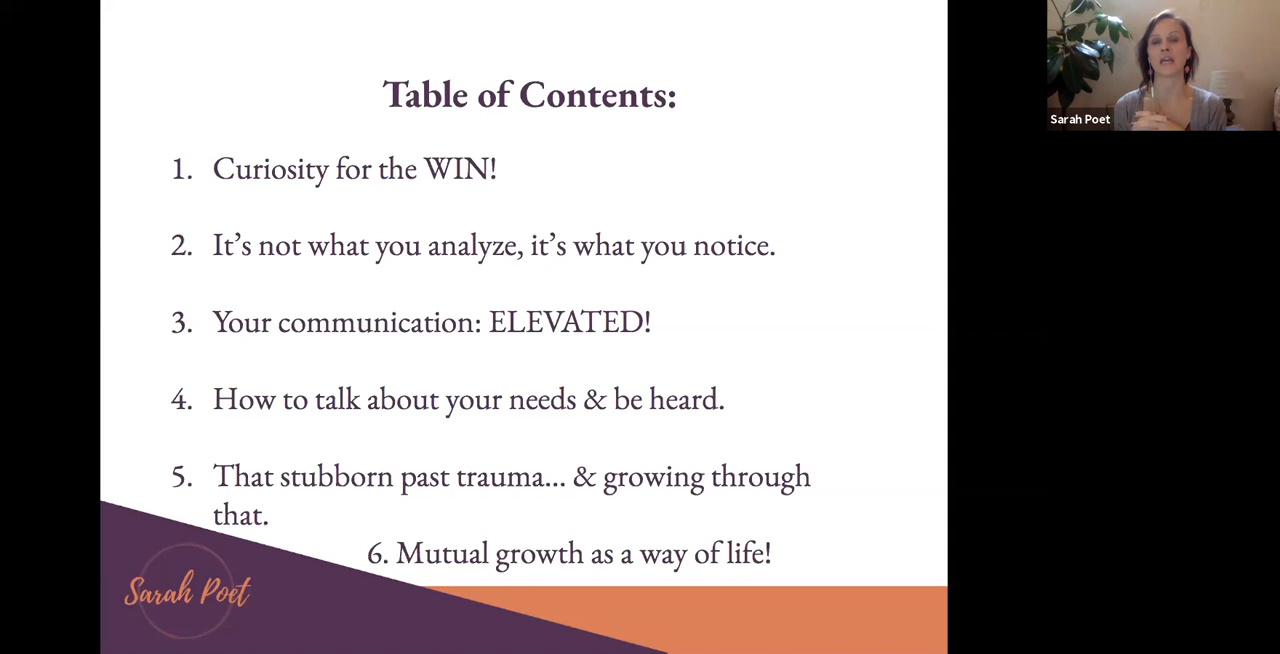 Table of Contents:
1. Curiosity for the WIN!
2. It’s not what you analyze, it’s what you notice.
3. Your communication: ELEVATED!
4. How to talk about your needs & be heard.
5. That stubborn past trauma... & growing through
that.
6. Mutual growth as a way of life!
Sarah Poet
Sarah Poet